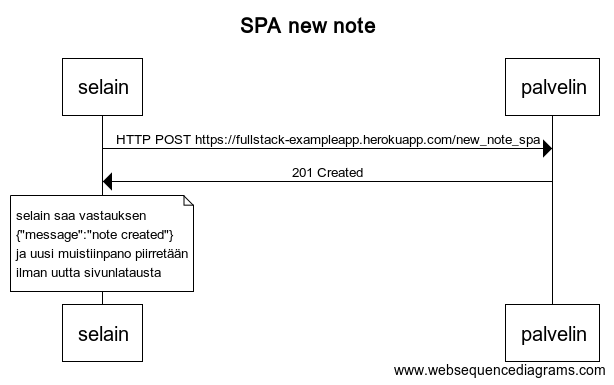 SPA new note
selain
palvelin
HTTP POST https://fullstack-exampleapp.herokuapp.com/new_note_spa
201 Created
selain saa vastauksen
{"message":"note created"}
ja uusi muistiinpano piirretään
ilman uutta sivunlatausta
selain
palvelin
www.websequencediagrams.com